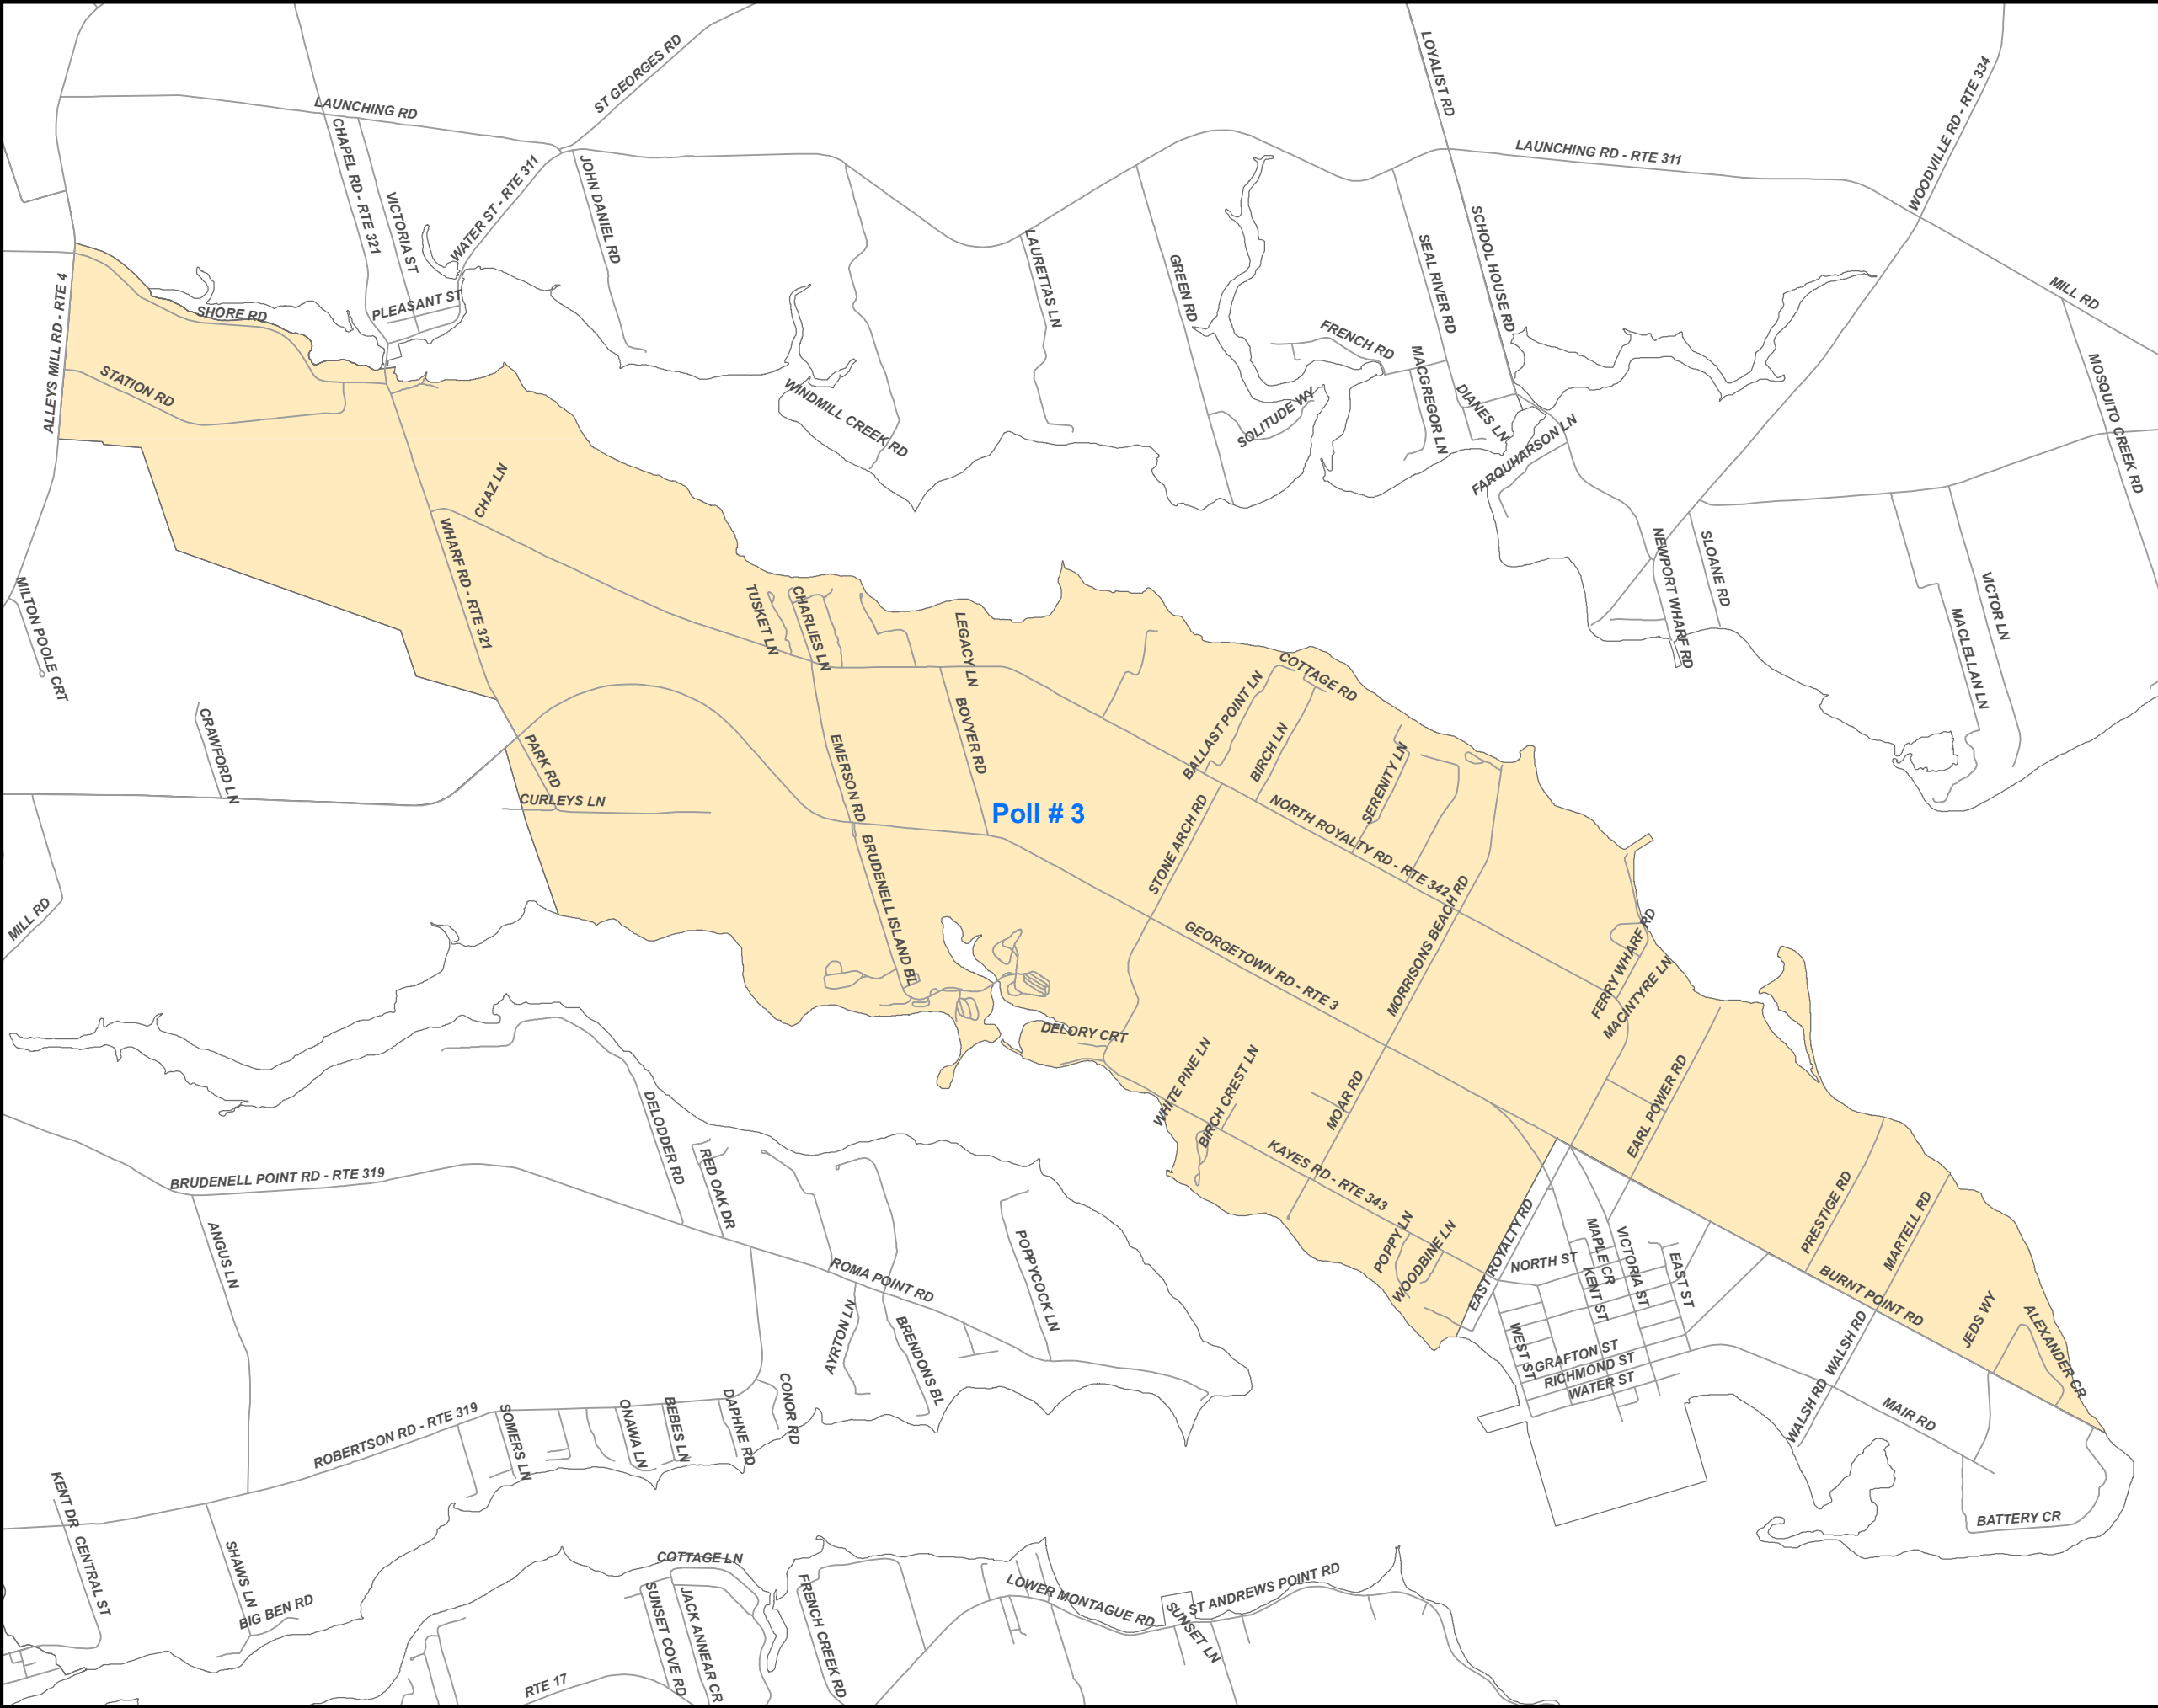 ST GEORGES RD
LOYALIST RD
WOODVILLE RD - RTE 334
LAUNCHING RD
CHAPEL RD - RTE 321
VICTORIA ST
WATER ST - RTE 311
JOHN DANIEL RD
LAUNCHING RD - RTE 311
LAURETTAS LN
GREEN RD
SEAL RIVER RD
SCHOOL HOUSE RD
MILL RD
ALLEYS MILL RD - RTE 4
SHORE RD
PLEASANT ST
STATION RD
WINDMILL CREEK RD
FRENCH RD
SOLITUDE WY
MACGREGOR LN
DIANES LN
FARQUHARSON LN
MOSQUITO CREEK RD
CHAZ LN
WHARF RD - RTE 321
NEWPORT WHARF RD
SLOANE RD
VICTOR LN
MACLELLAN LN
MILTON POOLE CRT
TUSKET LN
CHARLIES LN
LEGACY LN
COTTAGE RD
BALLAST POINT LN
BIRCH LN
SERENITY LN
CRAWFORD LN
PARK RD
CURLEYS LN
EMERSON RD
BOVYER RD
Poll # 3
STONE ARCH RD
NORTH ROYALTY RD - RTE 342
MORRISONS BEACH RD
MILL RD
BRUDENELL ISLAND BL
GEORGETOWN RD - RTE 3
FERRY WHARF RD
MACINTYRE LN
DELORY CRT
WHITE PINE LN
BIRCH CREST LN
MOAR RD
EARL POWER RD
DELODDER RD
RED OAK DR
BRUDENELL POINT RD - RTE 319
KAYES RD - RTE 343
ANGUS LN
POPPYCOCK LN
ROMA POINT RD
POPPY LN
WOODBINE LN
EAST ROYALTY RD
NORTH ST
MAPLE CR
KENT ST
VICTORIA ST
EAST ST
PRESTIGE RD
MARTELL RD
BURNT POINT RD
JEDS WY
ALEXANDER CR
AYRTON LN
BRENDONS BL
WEST ST
GRAFTON ST
RICHMOND ST
WATER ST
WALSH RD
WALSH RD
MAIR RD
ROBERTSON RD - RTE 319
SOMERS LN
ONAWA LN
BEBES LN
DAPHNE RD
CONOR RD
BATTERY CR
KENT DR
CENTRAL ST
SHAWS LN
BIG BEN RD
COTTAGE LN
SUNSET COVE RD
JACK ANNEAR CR
FRENCH CREEK RD
LOWER MONTAGUE RD
ST ANDREWS POINT RD
SUNSET LN
RTE 17